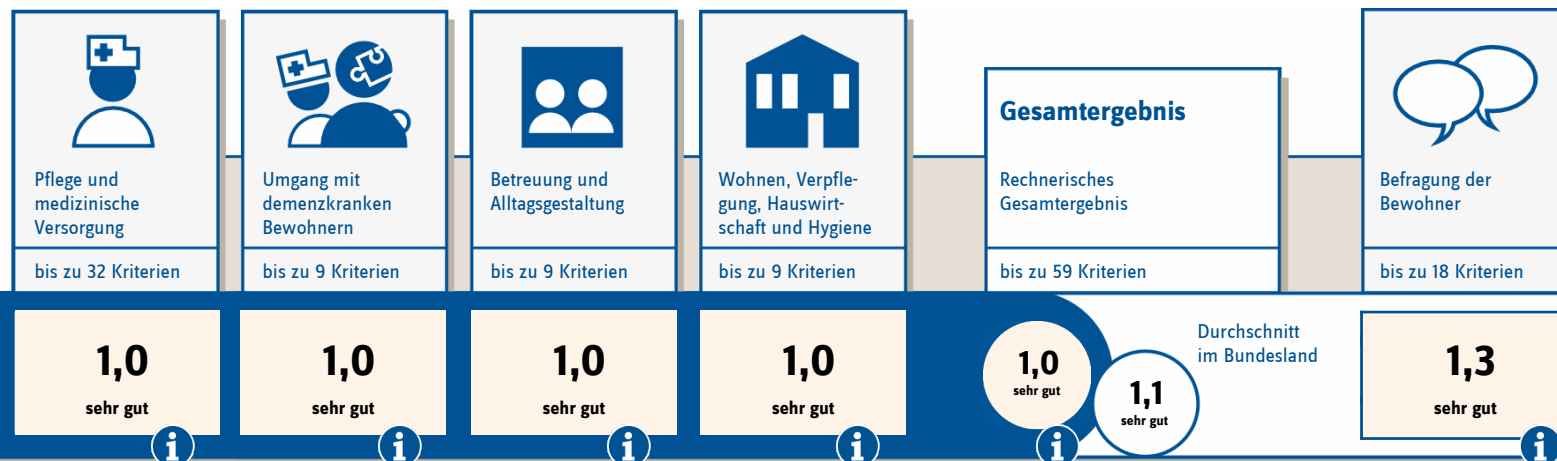 Pflege und
medizinische
Versorgung
bis zu 32 Kriterien
1,0
sehr gut
i
Umgang mit
demenzkranken
Bewohnern
bis zu 9 Kriterien
1,0
sehr gut
i
Betreuung und
Alltagsgestaltung
bis zu 9 Kriterien
1,0
sehr gut
i
Wohnen, Verpfle-
gung, Hauswirt-
schaft und Hygiene
bis zu 9 Kriterien
1,0
sehr gut
i
Gesamtergebnis
Rechnerisches
Gesamtergebnis
bis zu 59 Kriterien
1,0
sehr gut
i
1,1
sehr gut
Durchschnitt
im Bundesland
Befragung der
Bewohner
bis zu 18 Kriterien
1,3
sehr gut
i